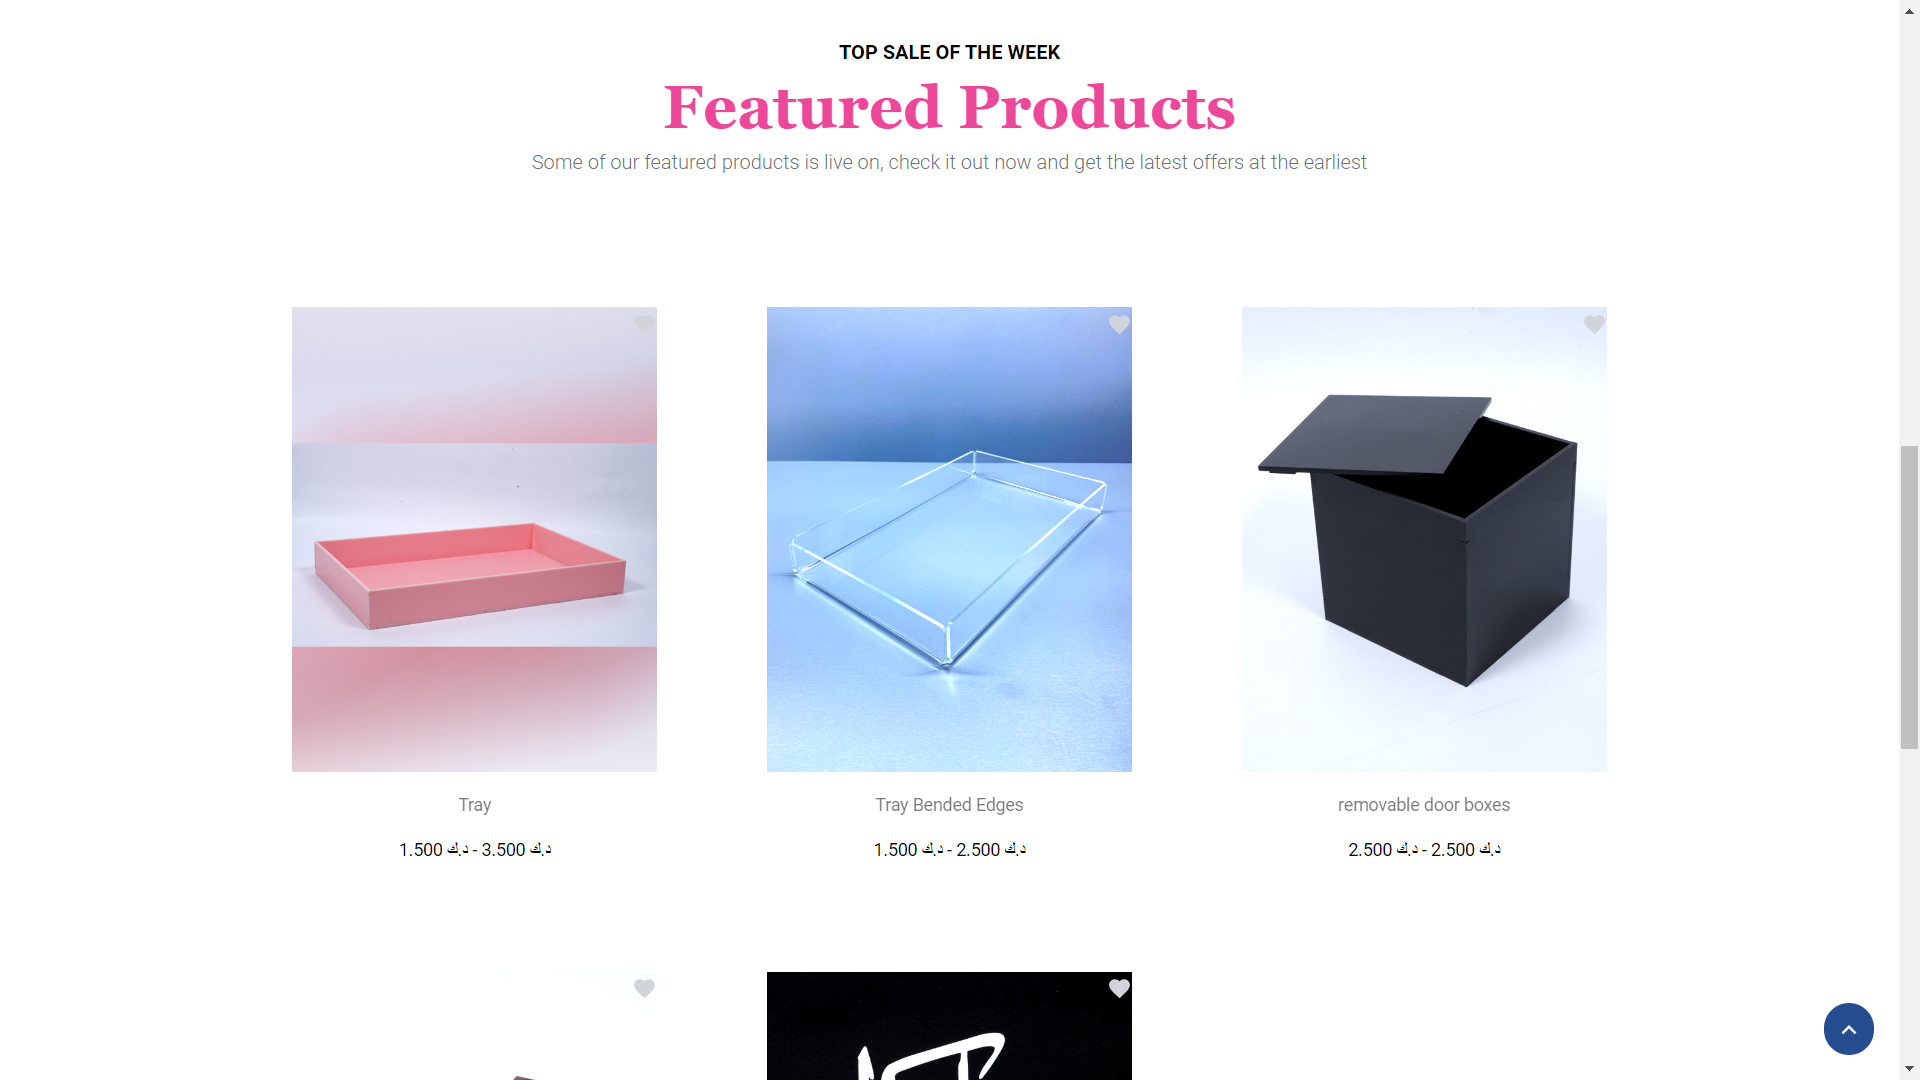 TOP SALE OF THE WEEK
Featured Products
Some of our featured products is live on, check it out now and get the latest offers at the earliest
Tray
1.500 د.ك - 3.500 د.ك
Tray Bended Edges
1.500 د.ك - 2.500 د.ك
removable door boxes
2.500 د.ك - 2.500 د.ك